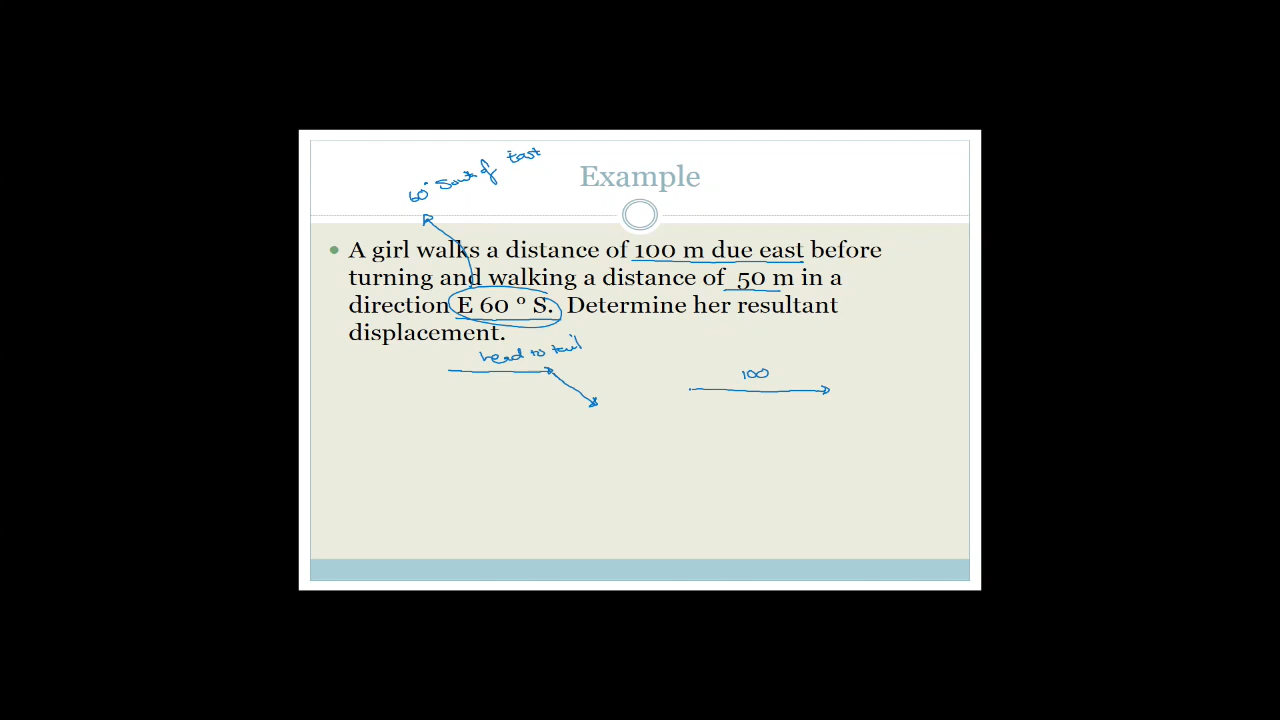 60° South of East
Example
A girl walks a distance of 100 m due east before
turning and walking a distance of 50 m in a
direction E 60 ° S. Determine her resultant
displacement.
head to tail
100